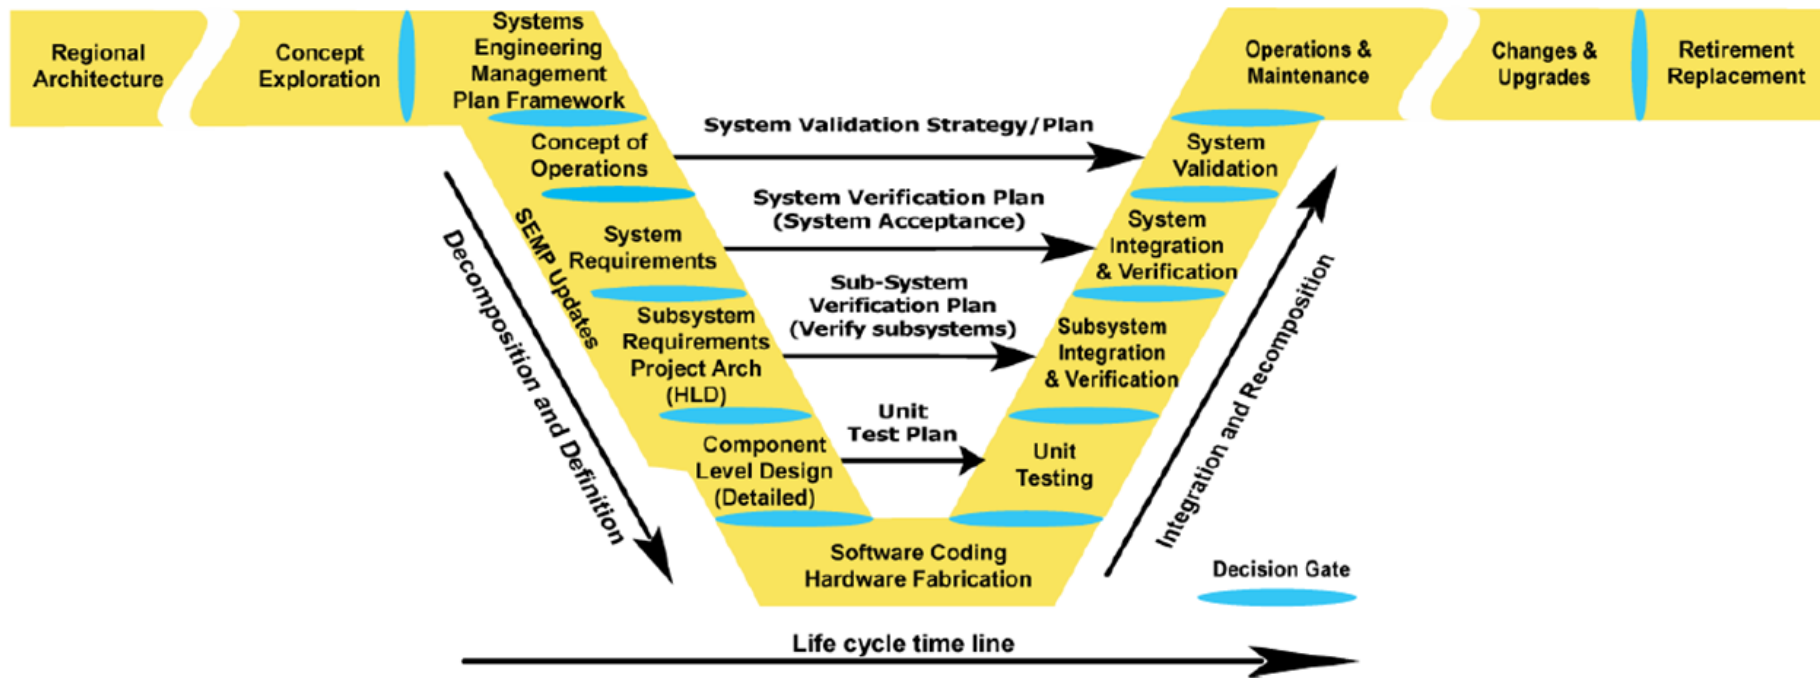 Regional
Architecture
Concept
Exploration
Systems
Engineering
Management
Plan Framework
Concept of
Operations
System
Requirements
Subsystem
Requirements
Project Arch
(HLD)
Component
Level Design
(Detailed)
SEMP Updates
Decomposition and Definition
System Validation Strategy/Plan
System Verification Plan
(System Acceptance)
Sub-System
Verification Plan
(Verify subsystems)
Unit
Test Plan
Software Coding
Hardware Fabrication
Operations &
Maintenance
System
Validation
System
Integration
& Verification
Subsystem
Integration
& Verification
Unit
Testing
Integration and Recomposition
Changes &
Upgrades
Retirement
Replacement
Decision Gate
Life cycle time line